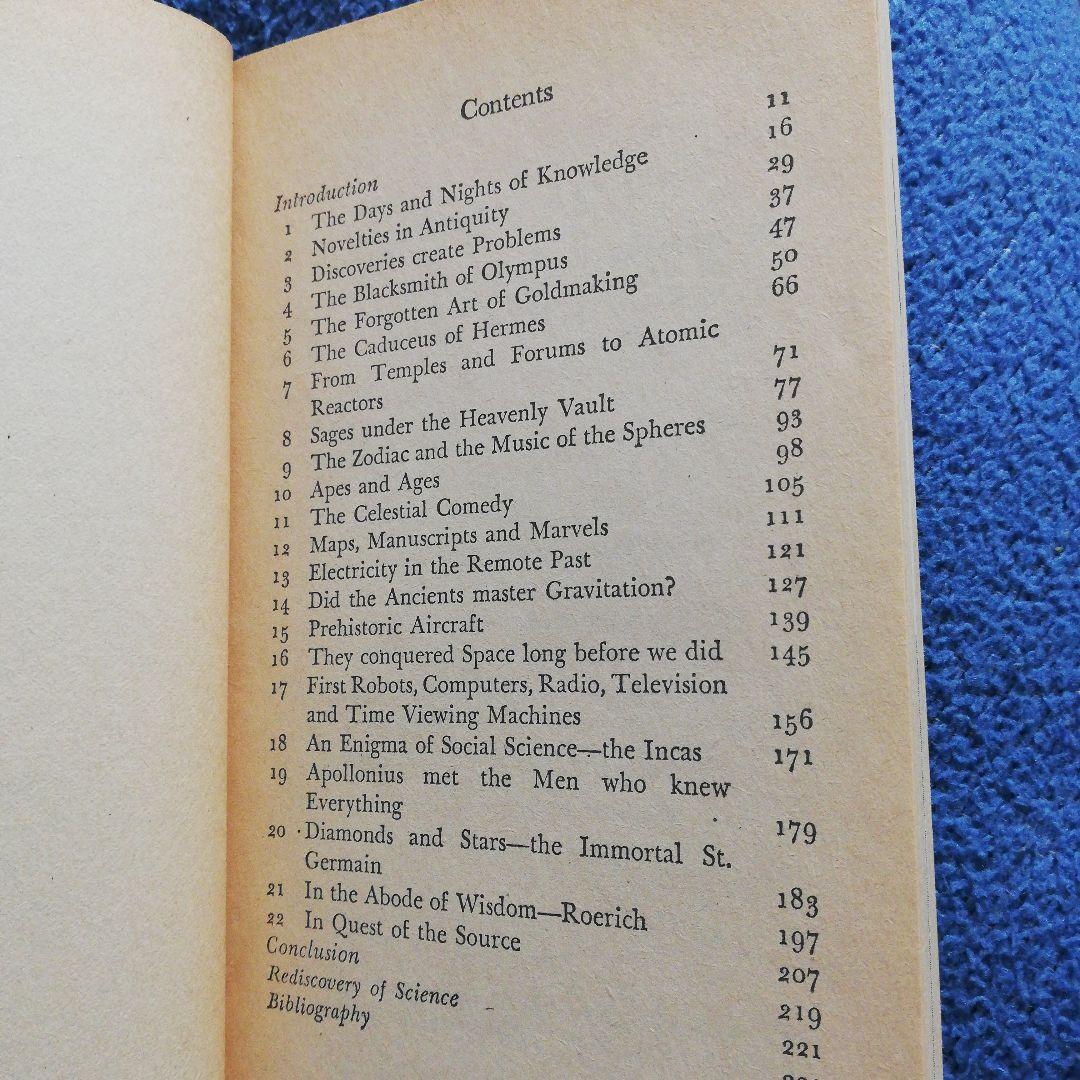 Contents
Introduction 11
1 The Days and Nights of Knowledge 16
2 Novelties in Antiquity 29
3 Discoveries create Problems 37
4 The Blacksmith of Olympus 47
5 The Forgotten Art of Goldmaking 50
6 The Caduceus of Hermes 66
7 From Temples and Forums to Atomic
Reactors 71
8 Sages under the Heavenly Vault 77
9 The Zodiac and the Music of the Spheres 93
10 Apes and Ages 98
11 The Celestial Comedy 105
12 Maps, Manuscripts and Marvels 111
13 Electricity in the Remote Past 121
14 Did the Ancients master Gravitation? 127
15 Prehistoric Aircraft 139
16 They conquered Space long before we did 145
17 First Robots, Computers, Radio, Television
and Time Viewing Machines 156
18 An Enigma of Social Science—the Incas 171
19 Apollonius met the Men who knew
Everything 179
20 Diamonds and Stars—the Immortal St.
Germain 183
21 In the Abode of Wisdom—Roerich 197
22 In Quest of the Source 207
Conclusion 219
Rediscovery of Science 221
Bibliography